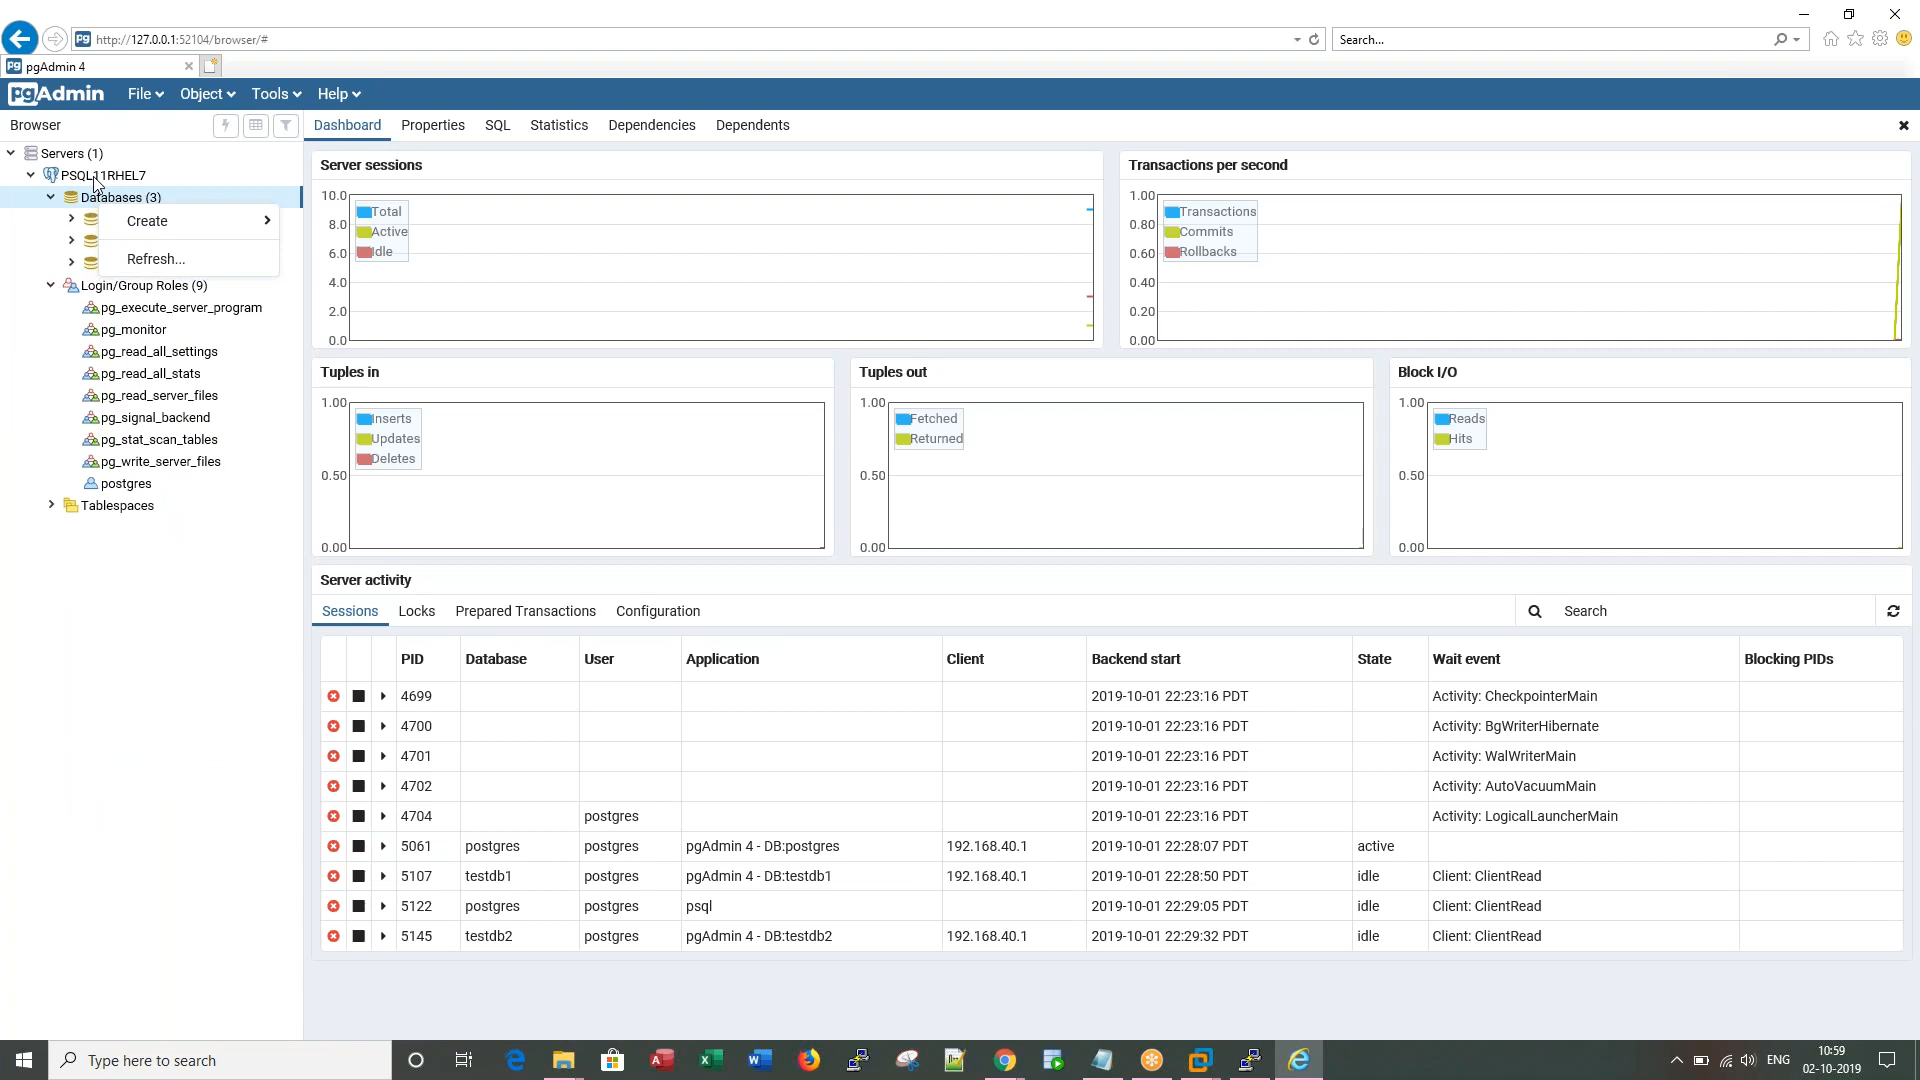 http://127.0.0.1:52104/browser/#
Search...
pgAdmin 4
pgAdmin
File
Object
Tools
Help
Browser
Dashboard
Properties
SQL
Statistics
Dependencies
Dependents
Servers (1)
PSQL11RHEL7
Databases (3)
Create
Refresh...
Login/Group Roles (9)
pg_execute_server_program
pg_monitor
pg_read_all_settings
pg_read_all_stats
pg_read_server_files
pg_signal_backend
pg_stat_scan_tables
pg_write_server_files
postgres
Tablespaces
Server sessions
10.0
8.0
6.0
4.0
2.0
0.0
Total
Active
Idle
Transactions per second
1.00
0.80
0.60
0.40
0.20
0.00
Transactions
Commits
Rollbacks
Tuples in
1.00
0.50
0.00
Inserts
Updates
Deletes
Tuples out
1.00
0.50
0.00
Fetched
Returned
Block I/O
1.00
0.50
0.00
Reads
Hits
Server activity
Sessions Locks Prepared Transactions Configuration
Search
PID Database User Application Client Backend start State Wait event Blocking PIDs
4699 2019-10-01 22:23:16 PDT Activity: CheckpointerMain
4700 2019-10-01 22:23:16 PDT Activity: BgWriterHibernate
4701 2019-10-01 22:23:16 PDT Activity: WalWriterMain
4702 2019-10-01 22:23:16 PDT Activity: AutoVacuumMain
4704 postgres 2019-10-01 22:23:16 PDT Activity: LogicalLauncherMain
5061 postgres postgres pgAdmin 4 - DB:postgres 192.168.40.1 2019-10-01 22:28:07 PDT active
5107 testdb1 postgres pgAdmin 4 - DB:testdb1 192.168.40.1 2019-10-01 22:28:50 PDT idle Client: ClientRead
5122 postgres postgres psql 2019-10-01 22:29:05 PDT idle Client: ClientRead
5145 testdb2 postgres pgAdmin 4 - DB:testdb2 192.168.40.1 2019-10-01 22:29:32 PDT idle Client: ClientRead
Type here to search
ENG
10:59
02-10-2019